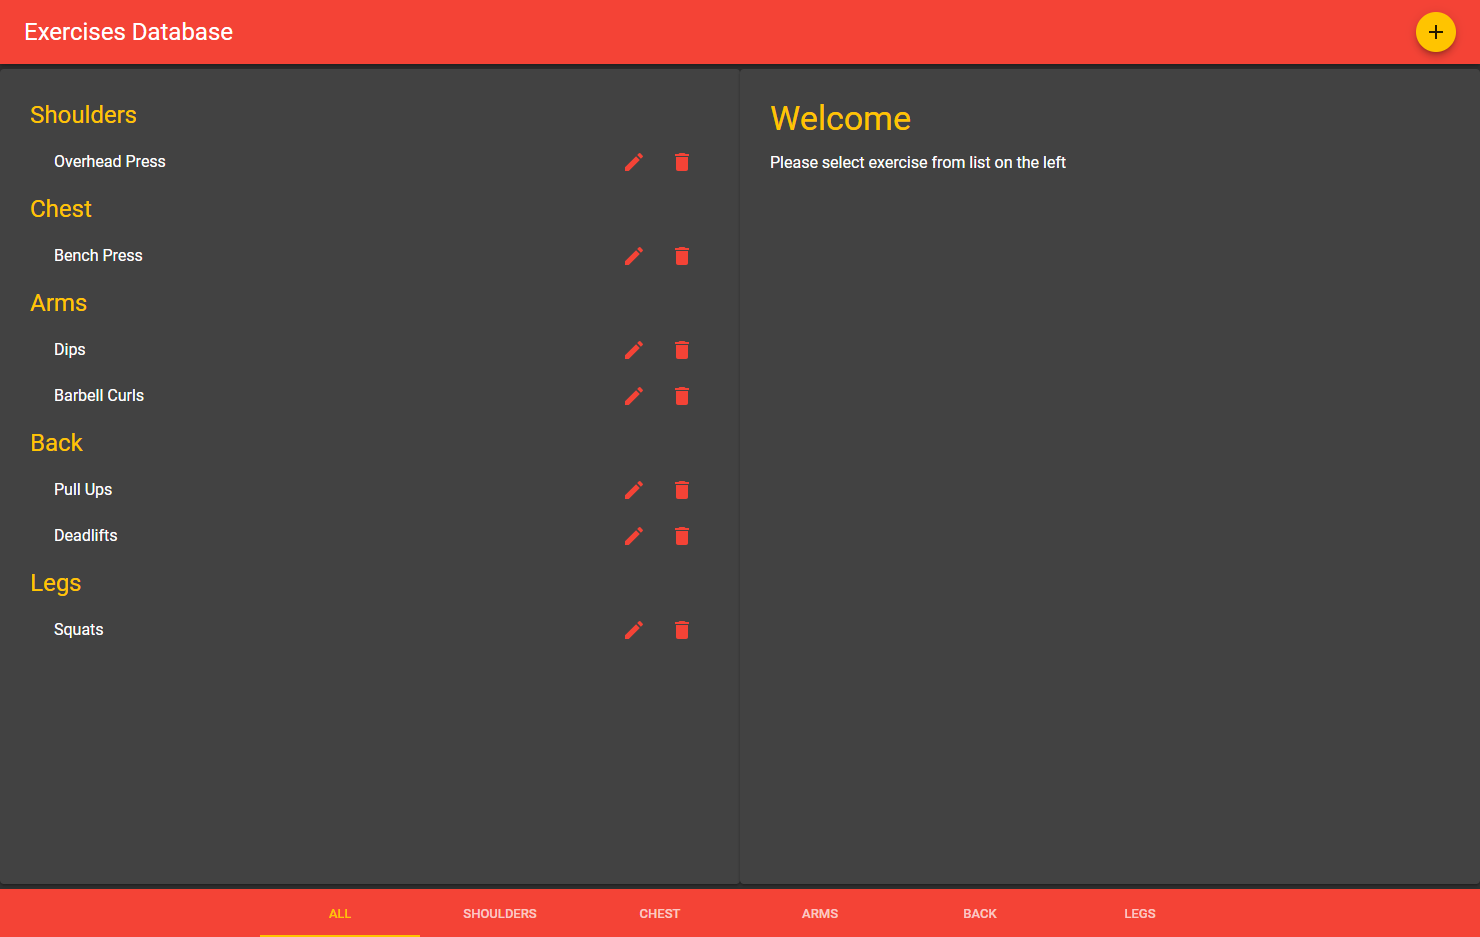 Exercises Database
Shoulders
Overhead Press
Chest
Bench Press
Arms
Dips
Barbell Curls
Back
Pull Ups
Deadlifts
Legs
Squats
Welcome
Please select exercise from list on the left
ALL SHOULDERS CHEST ARMS BACK LEGS